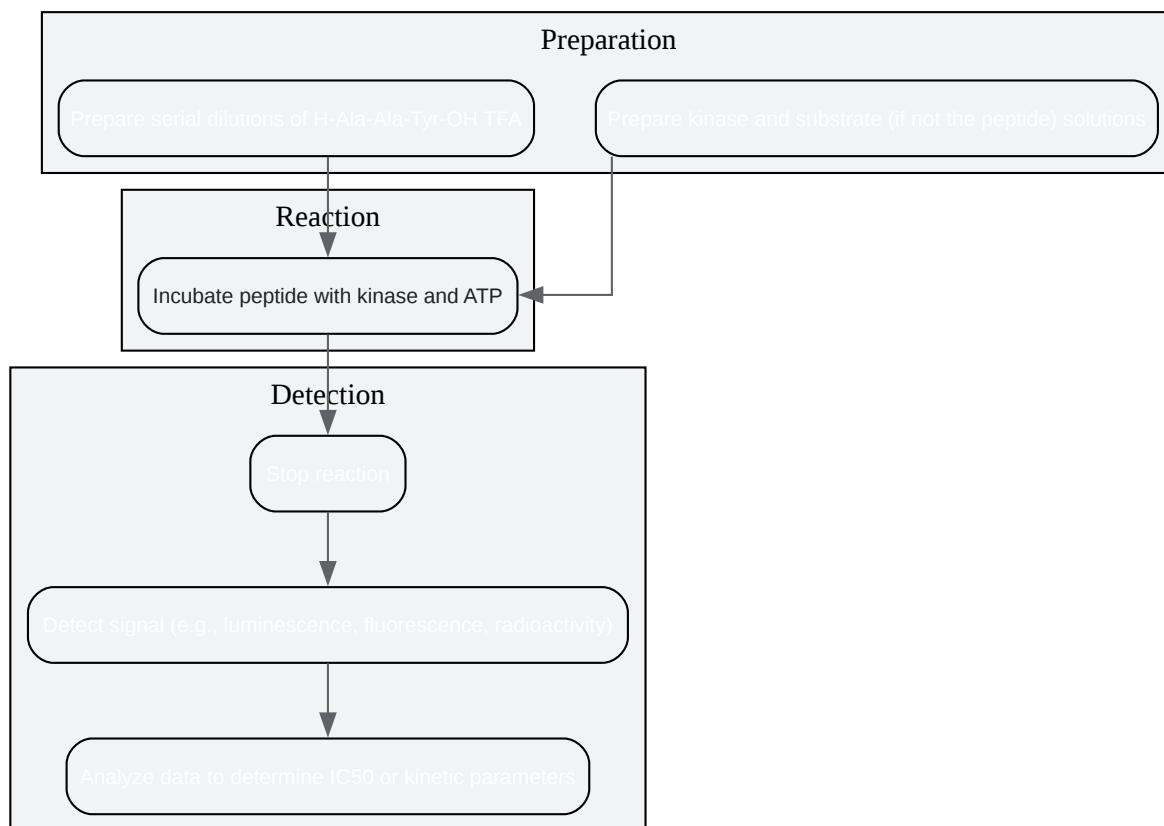 Preparation
Prepare serial dilutions of H-Ala-Ala-Tyr-OH TFA
Prepare kinase and substrate (if not the peptide) solutions
Reaction
Incubate peptide with kinase and ATP
Detection
Stop reaction
Detect signal (e.g., luminescence, fluorescence, radioactivity)
Analyze data to determine IC50 or kinetic parameters